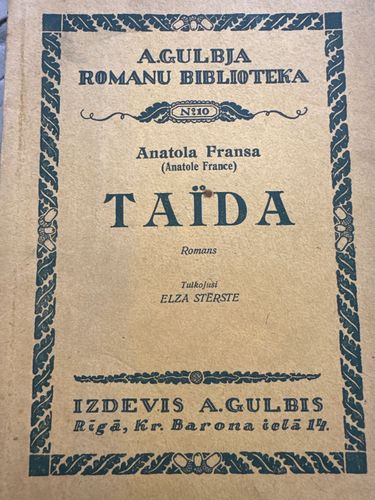 A.GULBJA
ROMANU BIBLIOTEKA
№10
Anatola Fransa
(Anatole France)
TAÏDA
Romans
Tulkojusi
ELZA STĒRSTE
IZDEVIS A.GULBIS
Rīgā, Kr. Barona ielā 14.